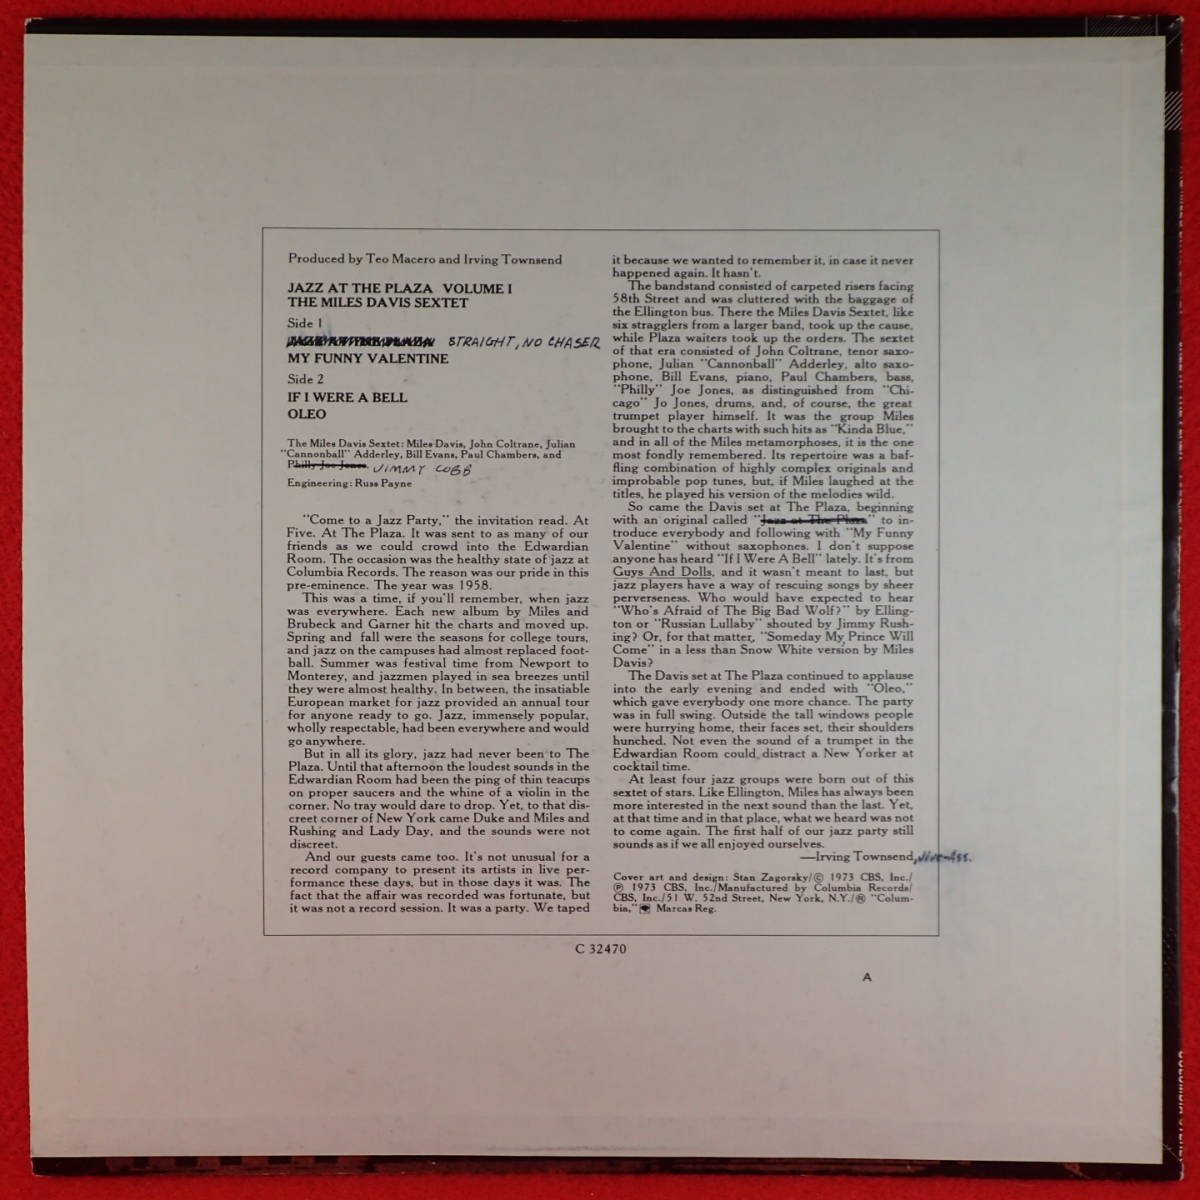 Produced by Teo Macero and Irving Townsend
JAZZ AT THE PLAZA VOLUME I
THE MILES DAVIS SEXTET
Side 1
JAZZ AT THE PLAZA STRAIGHT, NO CHASER
MY FUNNY VALENTINE
Side 2
IF I WERE A BELL
OLEO
The Miles Davis Sextet: Miles Davis, John Coltrane, Julian
"Cannonball" Adderley, Bill Evans, Paul Chambers, and
Philly Joe Jones. JIMMY COBB
Engineering: Russ Payne
"Come to a Jazz Party," the invitation read. At
Five. At The Plaza. It was sent to as many of our
friends as we could crowd into the Edwardian
Room. The occasion was the healthy state of jazz at
Columbia Records. The reason was our pride in this
pre-eminence. The year was 1958.
This was a time, if you'll remember, when jazz
was everywhere. Each new album by Miles and
Brubeck and Garner hit the charts and moved up.
Spring and fall were the seasons for college tours,
and jazz on the campuses had almost replaced foot-
ball. Summer was festival time from Newport to
Monterey, and jazzmen played in sea breezes until
they were almost healthy. In between, the insatiable
European market for jazz provided an annual tour
for anyone ready to go. Jazz, immensely popular,
wholly respectable, had been everywhere and would
go anywhere.
But in all its glory, jazz had never been to The
Plaza. Until that afternoon the loudest sounds in the
Edwardian Room had been the ping of thin teacups
on proper saucers and the whine of a violin in the
corner. No tray would dare to drop. Yet, to that dis-
creet corner of New York came Duke and Miles and
Rushing and Lady Day, and the sounds were not
discreet.
And our guests came too. It's not unusual for a
record company to present its artists in live per-
formance these days, but in those days it was. The
fact that the affair was recorded was fortunate, but
it was not a record session. It was a party. We taped
it because we wanted to remember it, in case it never
happened again. It hasn't.
The bandstand consisted of carpeted risers facing
58th Street and was cluttered with the baggage of
the Ellington bus. There the Miles Davis Sextet, like
six stragglers from a larger band, took up the cause,
while Plaza waiters took up the orders. The sextet
of that era consisted of John Coltrane, tenor saxo-
phone, Julian "Cannonball" Adderley, alto saxo-
phone, Bill Evans, piano, Paul Chambers, bass,
"Philly" Joe Jones, as distinguished from "Chi-
cago" Jo Jones, drums, and, of course, the great
trumpet player himself. It was the group Miles
brought to the charts with such hits as "Kinda Blue,"
and in all of the Miles metamorphoses, it is the one
most fondly remembered. Its repertoire was a baf-
fling combination of highly complex originals and
improbable pop tunes, but, if Miles laughed at the
titles, he played his version of the melodies wild.
So came the Davis set at The Plaza, beginning
with an original called "Jazz at The Plaza" to in-
troduce everybody and following with "My Funny
Valentine" without saxophones. I don't suppose
anyone has heard "If I Were A Bell" lately. It's from
Guys And Dolls, and it wasn't meant to last, but
jazz players have a way of rescuing songs by sheer
perverseness. Who would have expected to hear
"Who's Afraid of The Big Bad Wolf?" by Elling-
ton or "Russian Lullaby" shouted by Jimmy Rush-
ing? Or, for that matter, "Someday My Prince Will
Come" in a less than Snow White version by Miles
Davis?
The Davis set at The Plaza continued to applause
into the early evening and ended with "Oleo,"
which gave everybody one more chance. The party
was in full swing. Outside the tall windows people
were hurrying home, their faces set, their shoulders
hunched. Not even the sound of a trumpet in the
Edwardian Room could distract a New Yorker at
cocktail time.
At least four jazz groups were born out of this
sextet of stars. Like Ellington, Miles has always been
more interested in the next sound than the last. Yet,
at that time and in that place, what we heard was not
to come again. The first half of our jazz party still
sounds as if we all enjoyed ourselves.
—Irving Townsend,
Cover art and design: Stan Zagorsky/© 1973 CBS, Inc./
℗ 1973 CBS, Inc./Manufactured by Columbia Records/
CBS, Inc./51 W. 52nd Street, New York, N.Y./® "Colum-
bia," Marcas Reg.
C 32470
A